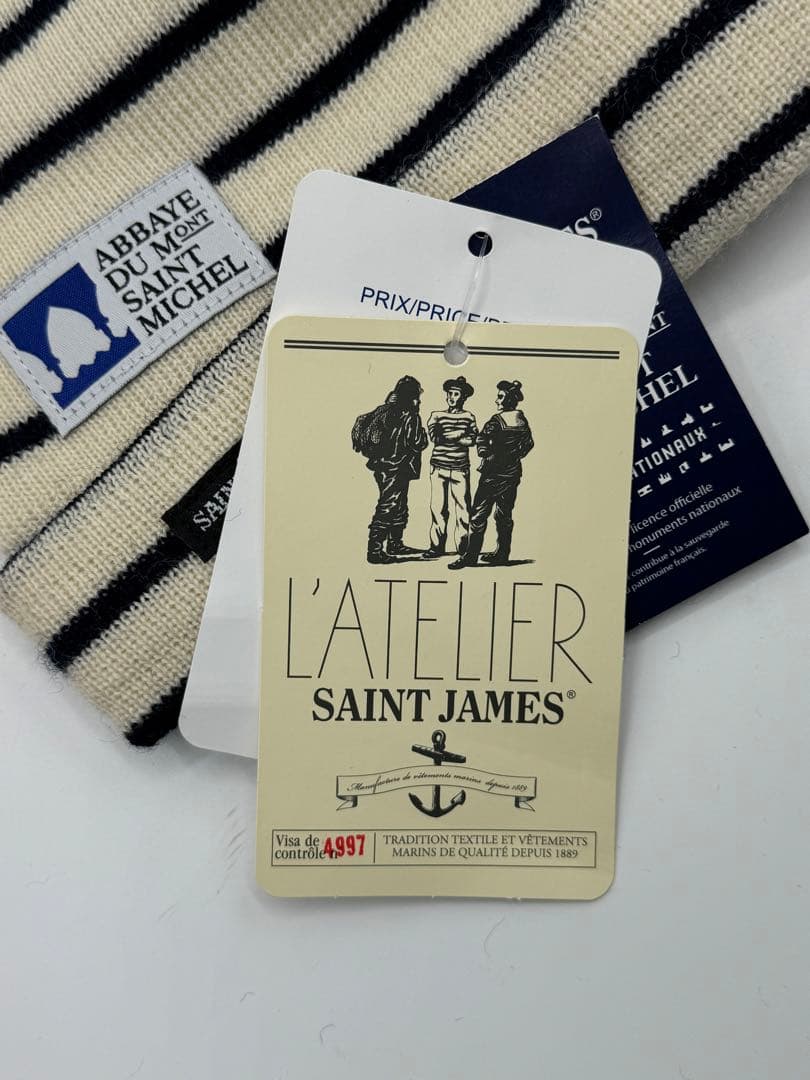 ABBAYE
DU MONT
SAINT
MICHEL
PRIX/PRICE/
L'ATELIER
SAINT JAMES®
Manufacture de vêtements marins depuis 1889
Visa de
contrôle n° 4997
TRADITION TEXTILE ET VÊTEMENTS
MARINS DE QUALITÉ DEPUIS 1889
licence officielle
monuments nationaux
contribue à la sauvegarde
patrimoine français.